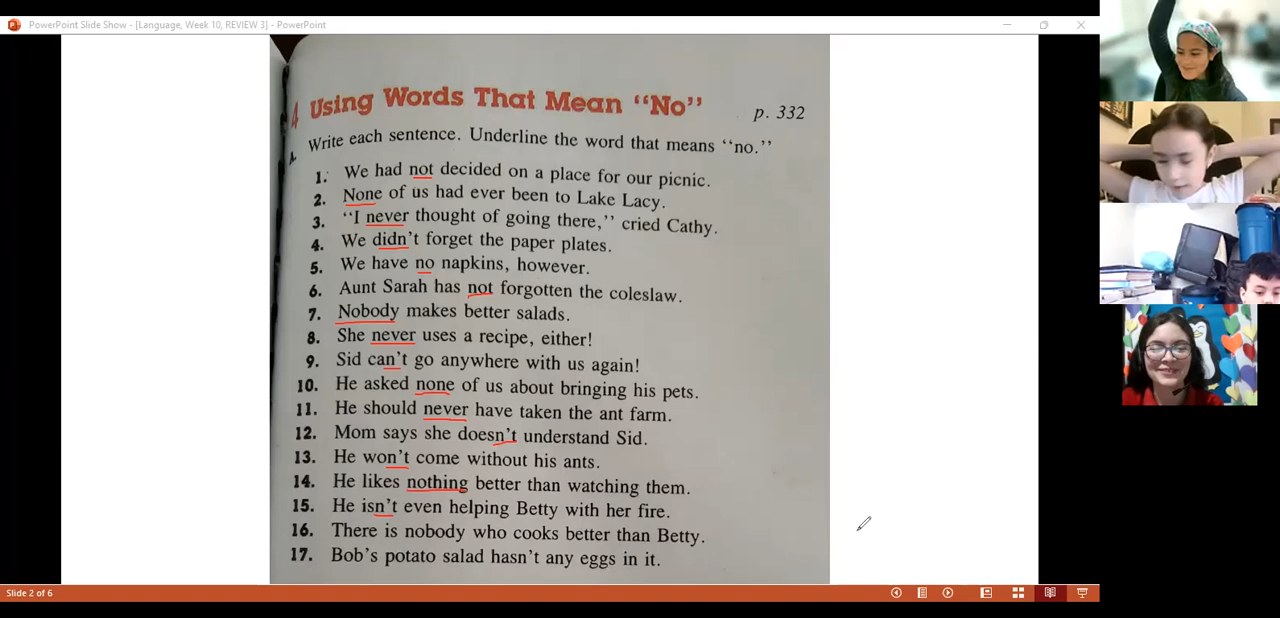 PowerPoint Slide Show - [Language, Week 10, REVIEW 3] - PowerPoint
4 Using Words That Mean “No” p. 332
A. Write each sentence. Underline the word that means “no.”
1. We had not decided on a place for our picnic.
2. None of us had ever been to Lake Lacy.
3. “I never thought of going there,” cried Cathy.
4. We didn’t forget the paper plates.
5. We have no napkins, however.
6. Aunt Sarah has not forgotten the coleslaw.
7. Nobody makes better salads.
8. She never uses a recipe, either!
9. Sid can’t go anywhere with us again!
10. He asked none of us about bringing his pets.
11. He should never have taken the ant farm.
12. Mom says she doesn’t understand Sid.
13. He won’t come without his ants.
14. He likes nothing better than watching them.
15. He isn’t even helping Betty with her fire.
16. There is nobody who cooks better than Betty.
17. Bob’s potato salad hasn’t any eggs in it.
Slide 2 of 6